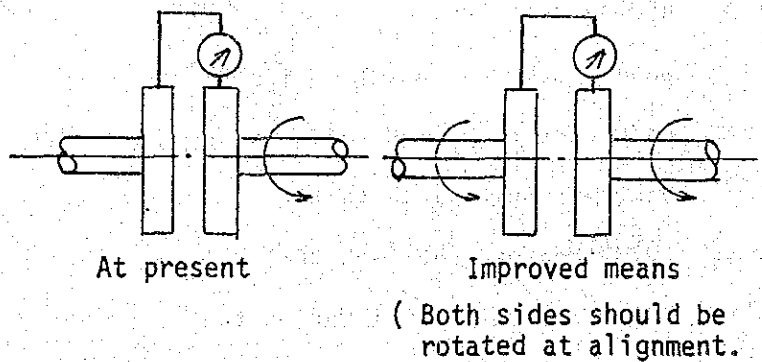 At present
Improved means
( Both sides should be
rotated at alignment.